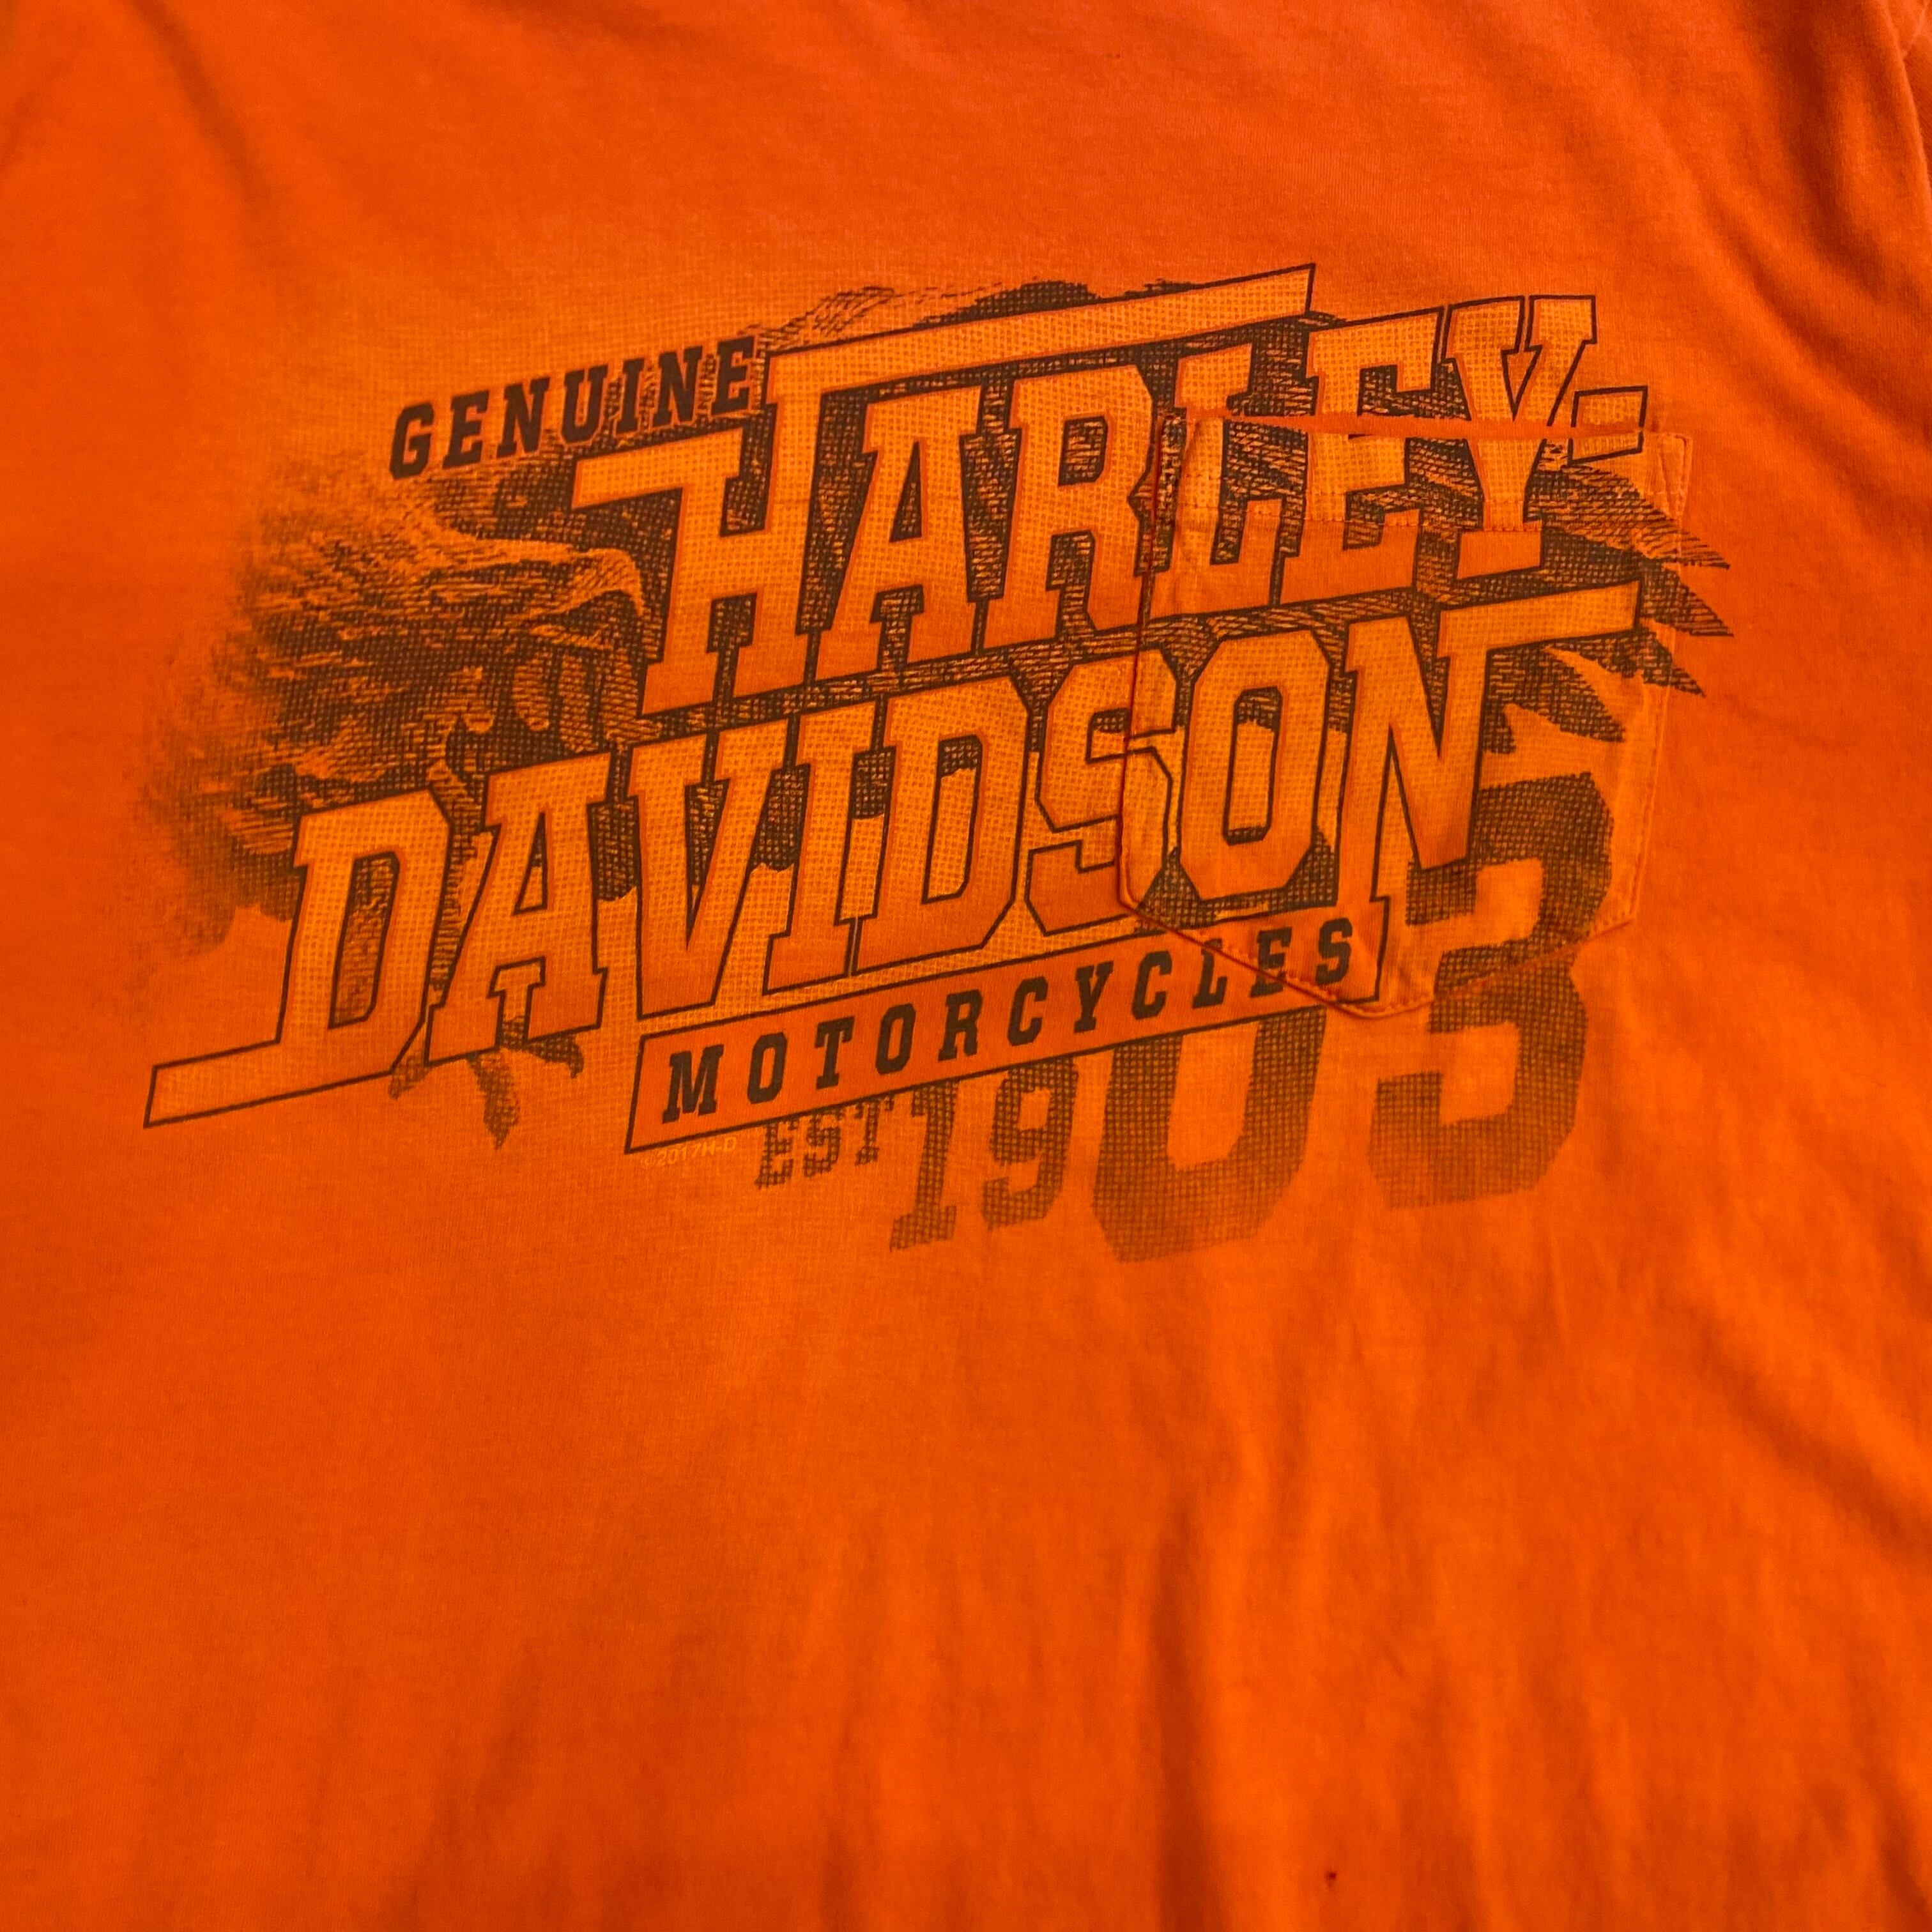 GENUINE
HARLEY-
DAVIDSON
MOTORCYCLES
©2017H-D
EST 1903